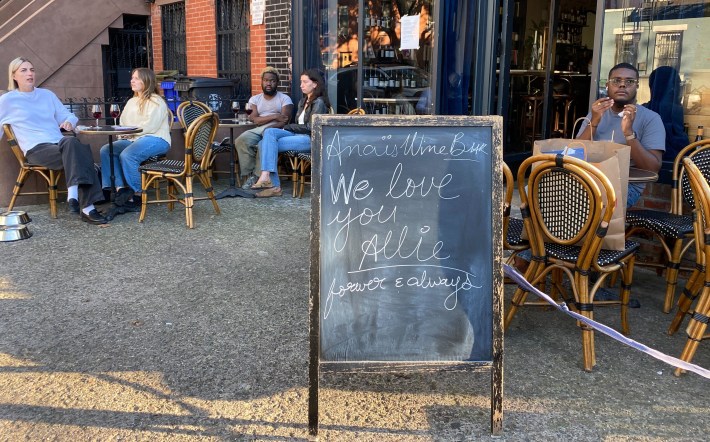 Anaïs Wine Bar
We love
you
Allie
forever & always